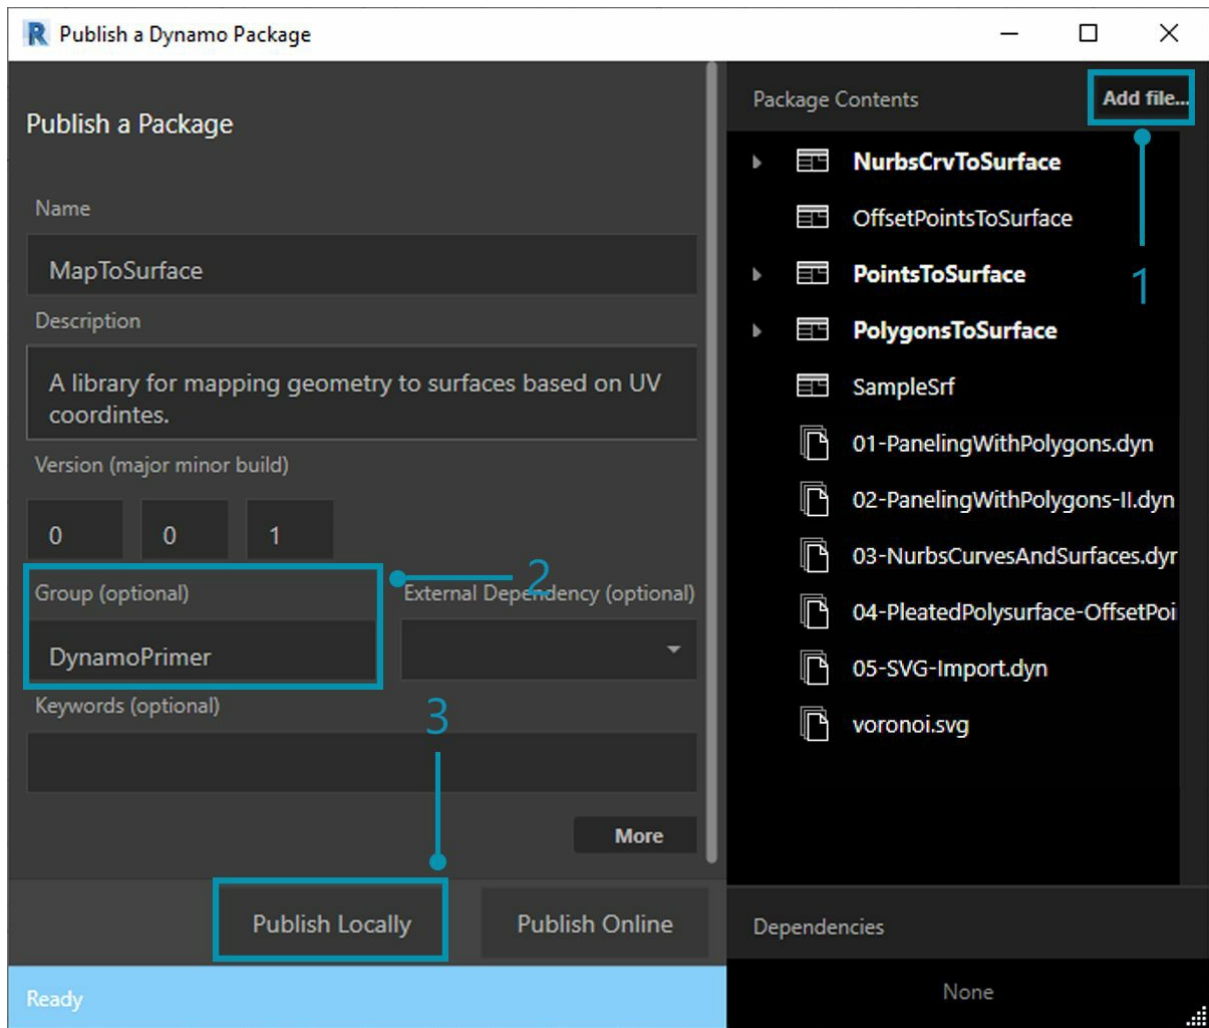 Publish a Dynamo Package
Publish a Package
Name
MapToSurface
Description
A library for mapping geometry to surfaces based on UV
coordintes.
Version (major minor build)
0 0 1
2
Group (optional) External Dependency (optional)
DynamoPrimer
Keywords (optional)
3
More
Publish Locally Publish Online
Ready
Package Contents Add file...
NurbsCrvToSurface
OffsetPointsToSurface
PointsToSurface
1
PolygonsToSurface
SampleSrf
01-PanelingWithPolygons.dyn
02-PanelingWithPolygons-II.dyn
03-NurbsCurvesAndSurfaces.dyr
04-PleatedPolysurface-OffsetPoi
05-SVG-Import.dyn
voronoi.svg
Dependencies
None